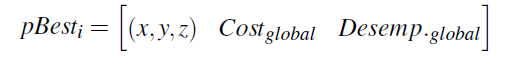 pBest_i = [(x, y, z) Cost_global Desemp._global]